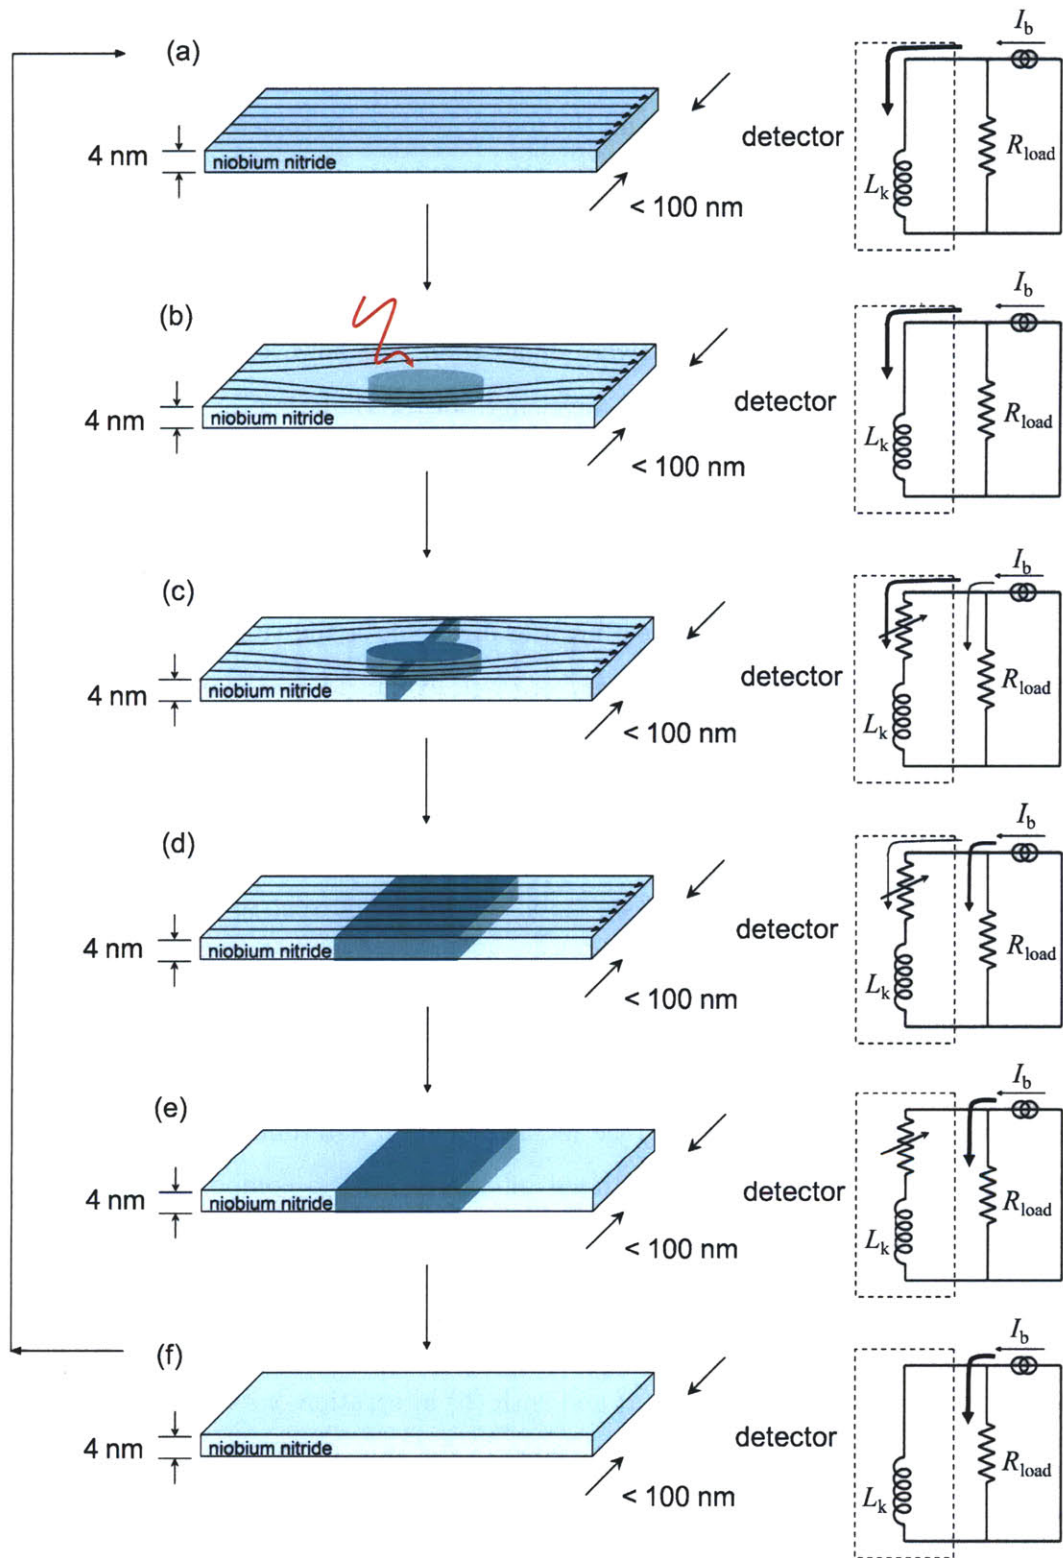 (a)
I_b
4 nm
niobium nitride
< 100 nm
detector
L_k
R_load
(b)
I_b
4 nm
niobium nitride
< 100 nm
detector
L_k
R_load
(c)
I_b
4 nm
niobium nitride
< 100 nm
detector
L_k
R_load
(d)
I_b
4 nm
niobium nitride
< 100 nm
detector
L_k
R_load
(e)
I_b
4 nm
niobium nitride
< 100 nm
detector
L_k
R_load
(f)
I_b
4 nm
niobium nitride
< 100 nm
detector
L_k
R_load